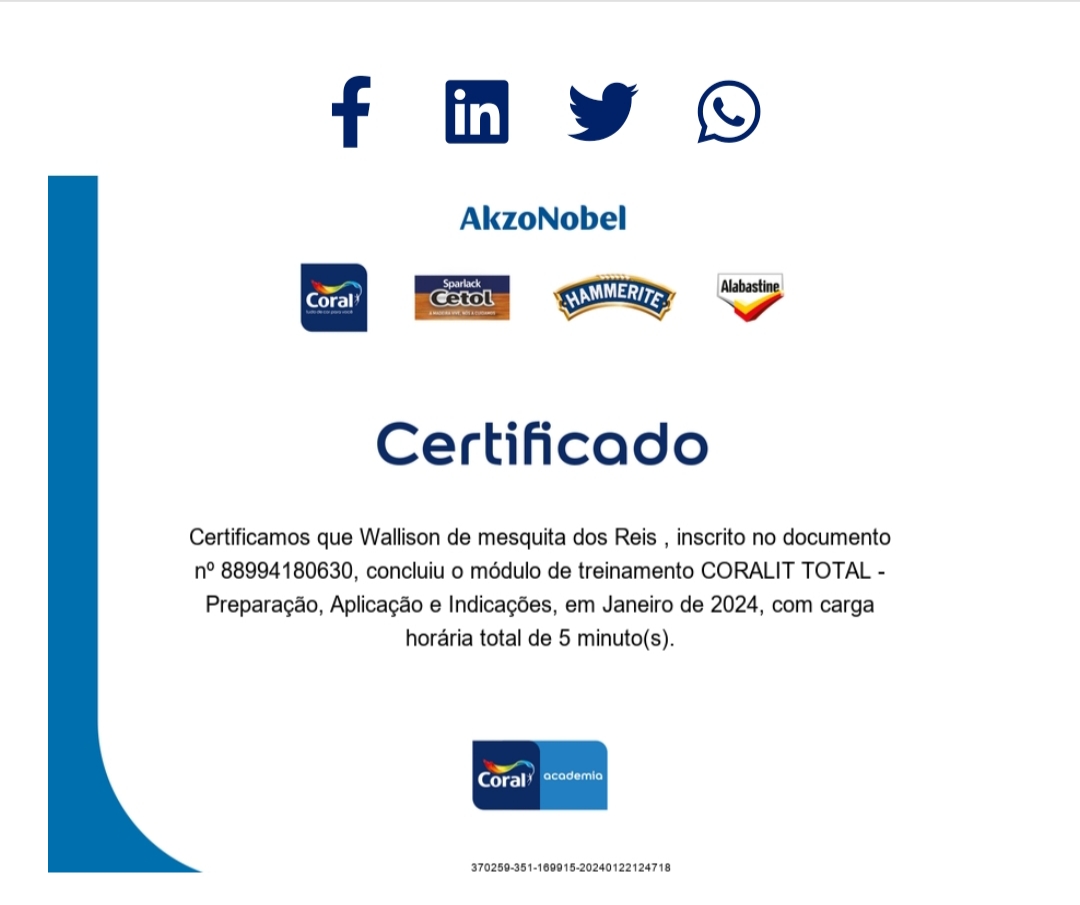 in
AkzoNobel
Coral
Sparlack
Cetol
HAMMERITE
Alabastine
Certificado
Certificamos que Wallison de mesquita dos Reis , inscrito no documento
nº 88994180630, concluiu o módulo de treinamento CORALIT TOTAL -
Preparação, Aplicação e Indicações, em Janeiro de 2024, com carga
horária total de 5 minuto(s).
Coral academia
370259-351-169915-20240122124718